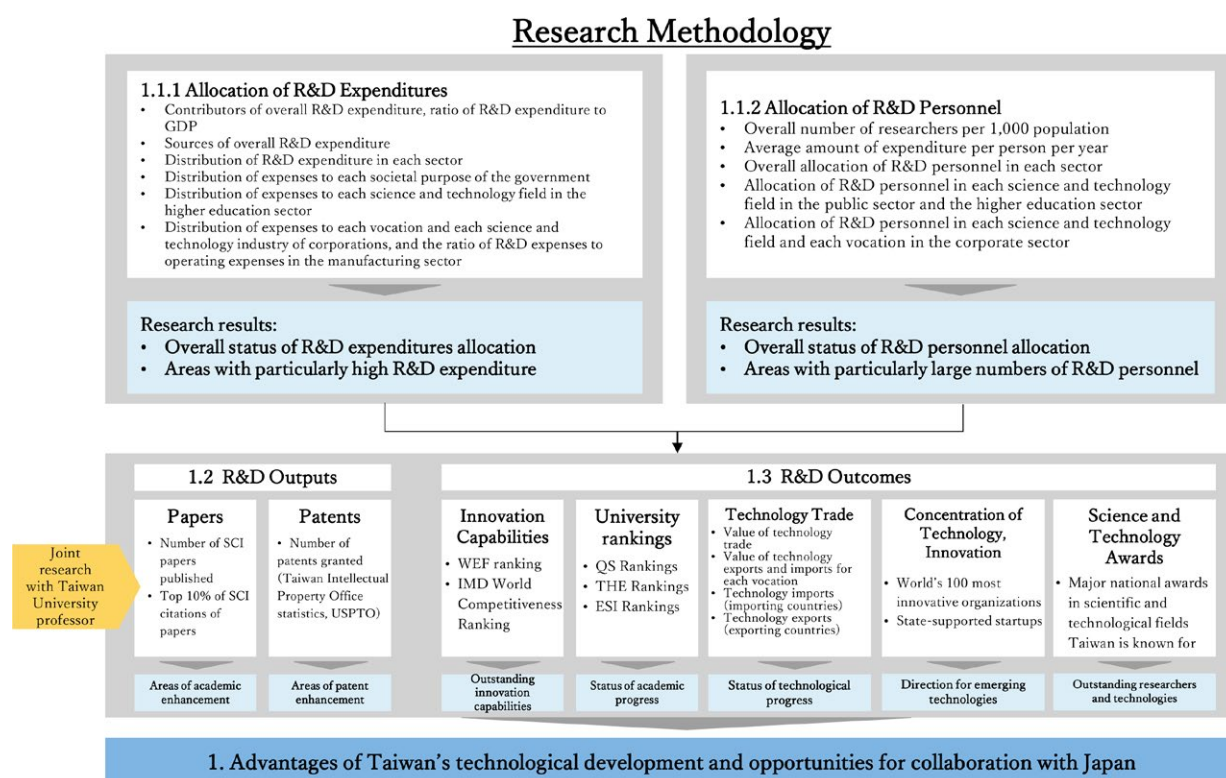 Research Methodology
1.1.1 Allocation of R&D Expenditures
• Contributors of overall R&D expenditure, ratio of R&D expenditure to
GDP
• Sources of overall R&D expenditure
• Distribution of R&D expenditure in each sector
• Distribution of expenses to each societal purpose of the government
• Distribution of expenses to each science and technology field in the
higher education sector
• Distribution of expenses to each vocation and each science and
technology industry of corporations, and the ratio of R&D expenses to
operating expenses in the manufacturing sector
Research results:
• Overall status of R&D expenditures allocation
• Areas with particularly high R&D expenditure
1.1.2 Allocation of R&D Personnel
• Overall number of researchers per 1,000 population
• Average amount of expenditure per person per year
• Overall allocation of R&D personnel in each sector
• Allocation of R&D personnel in each science and technology
field in the public sector and the higher education sector
• Allocation of R&D personnel in each science and technology
field and each vocation in the corporate sector
Research results:
• Overall status of R&D personnel allocation
• Areas with particularly large numbers of R&D personnel
Joint
research
with Taiwan
University
professor
1.2 R&D Outputs
Papers
• Number of SCI
papers
published
• Top 10% of SCI
citations of
papers
Areas of academic
enhancement
Patents
• Number of
patents granted
(Taiwan Intellectual
Property Office
statistics, USPTO)
Areas of patent
enhancement
1.3 R&D Outcomes
Innovation
Capabilities
• WEF ranking
• IMD World
Competitiveness
Ranking
Outstanding
innovation
capabilities
University
rankings
• QS Rankings
• THE Rankings
• ESI Rankings
Status of academic
progress
Technology Trade
• Value of technology
trade
• Value of technology
exports and imports for
each vocation
• Technology imports
(importing countries)
• Technology exports
(exporting countries)
Status of technological
progress
Concentration of
Technology,
Innovation
• World's 100 most
innovative organizations
• State-supported startups
Direction for emerging
technologies
Science and
Technology
Awards
• Major national awards
in scientific and
technological fields
Taiwan is known for
Outstanding researchers
and technologies
1. Advantages of Taiwan's technological development and opportunities for collaboration with Japan